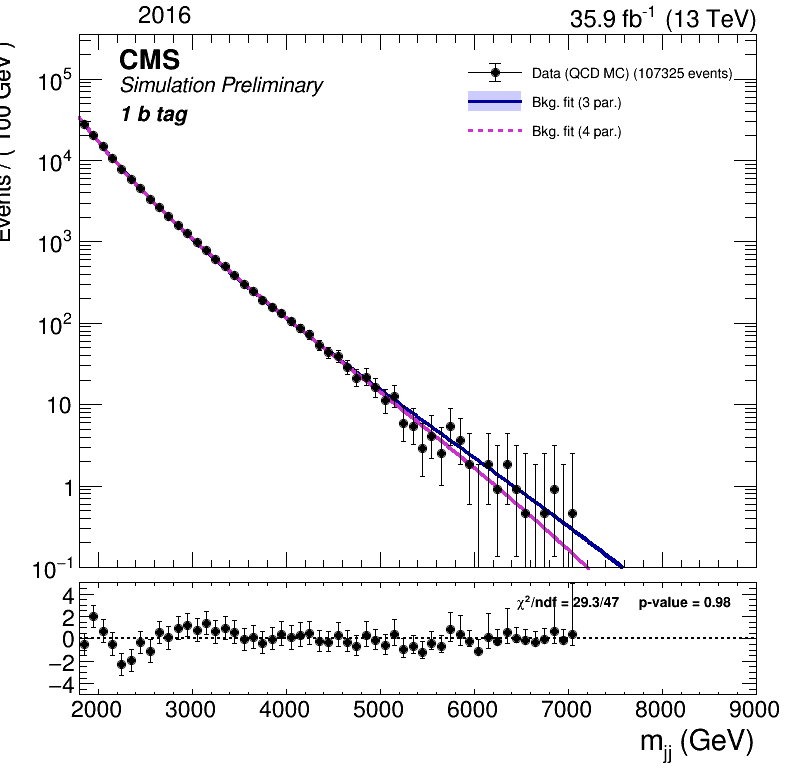 2016
35.9 fb⁻¹ (13 TeV)
CMS
Simulation Preliminary
1 b tag
Data (QCD MC) (107325 events)
Bkg. fit (3 par.)
Bkg. fit (4 par.)
Events / ( 100 GeV )
10⁵
10⁴
10³
10²
10
1
10⁻¹
χ²/ndf = 29.3/47 p-value = 0.98
4
2
0
−2
−4
2000 3000 4000 5000 6000 7000 8000 9000
m_jj (GeV)